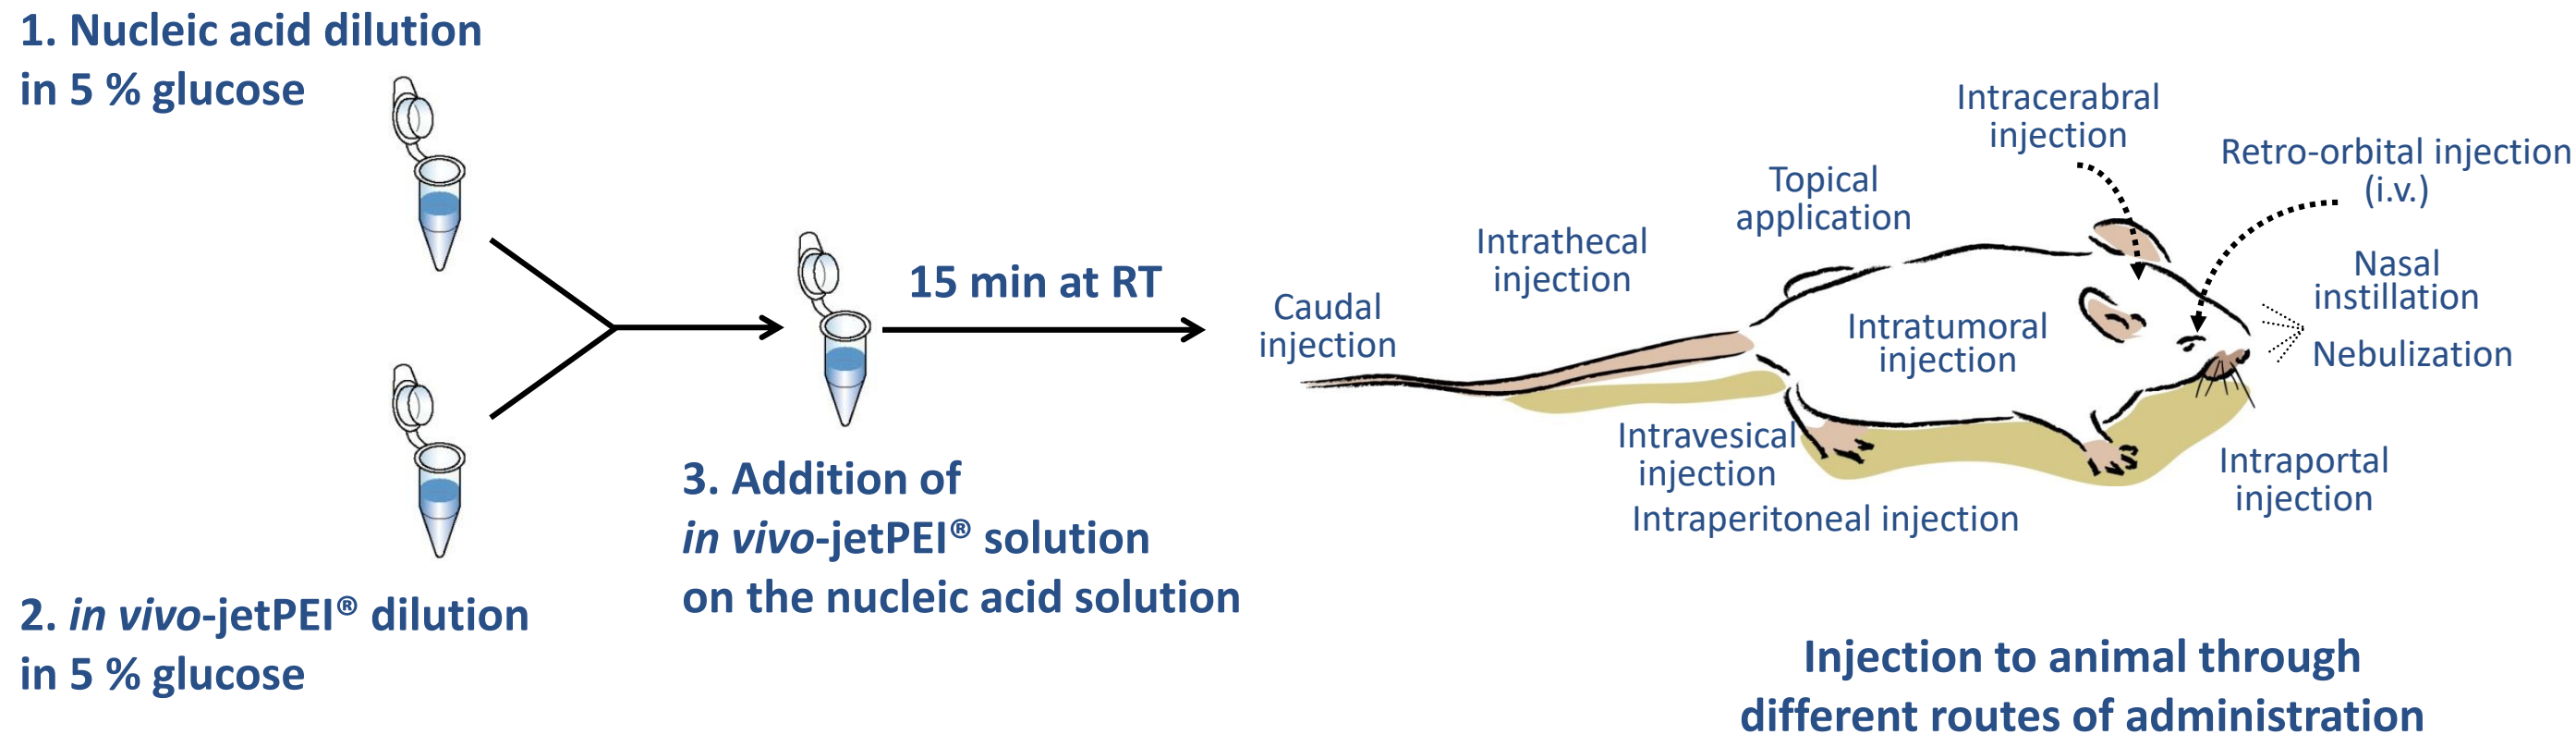 1. Nucleic acid dilution
in 5 % glucose
2. in vivo-jetPEI® dilution
in 5 % glucose
3. Addition of
in vivo-jetPEI® solution
on the nucleic acid solution
15 min at RT
Caudal
injection
Intrathecal
injection
Topical
application
Intracerabral
injection
Retro-orbital injection
(i.v.)
Nasal
instillation
Nebulization
Intratumoral
injection
Intravesical
injection
Intraperitoneal injection
Intraportal
injection
Injection to animal through
different routes of administration